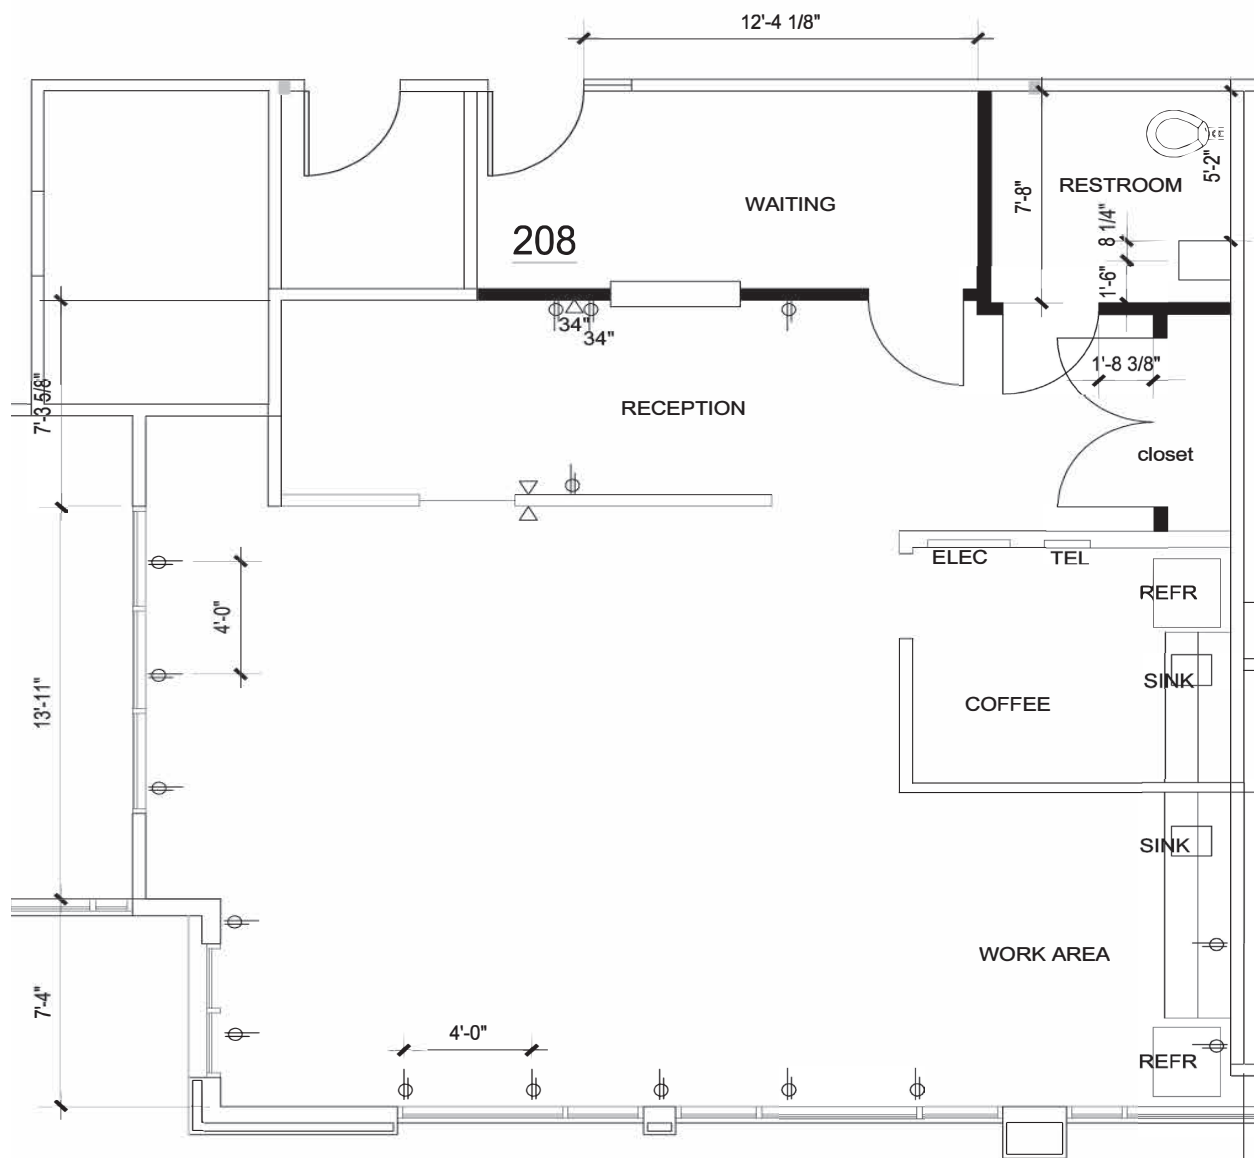 12'-4 1/8"
WAITING
RESTROOM
5'-2"
7'-8"
8 1/4"
1'-6"
208
34"
34"
1'-8 3/8"
7'-3 5/8"
RECEPTION
closet
ELEC
TEL
REFR
4'-0"
SINK
13'-11"
COFFEE
SINK
WORK AREA
7'-4"
4'-0"
REFR